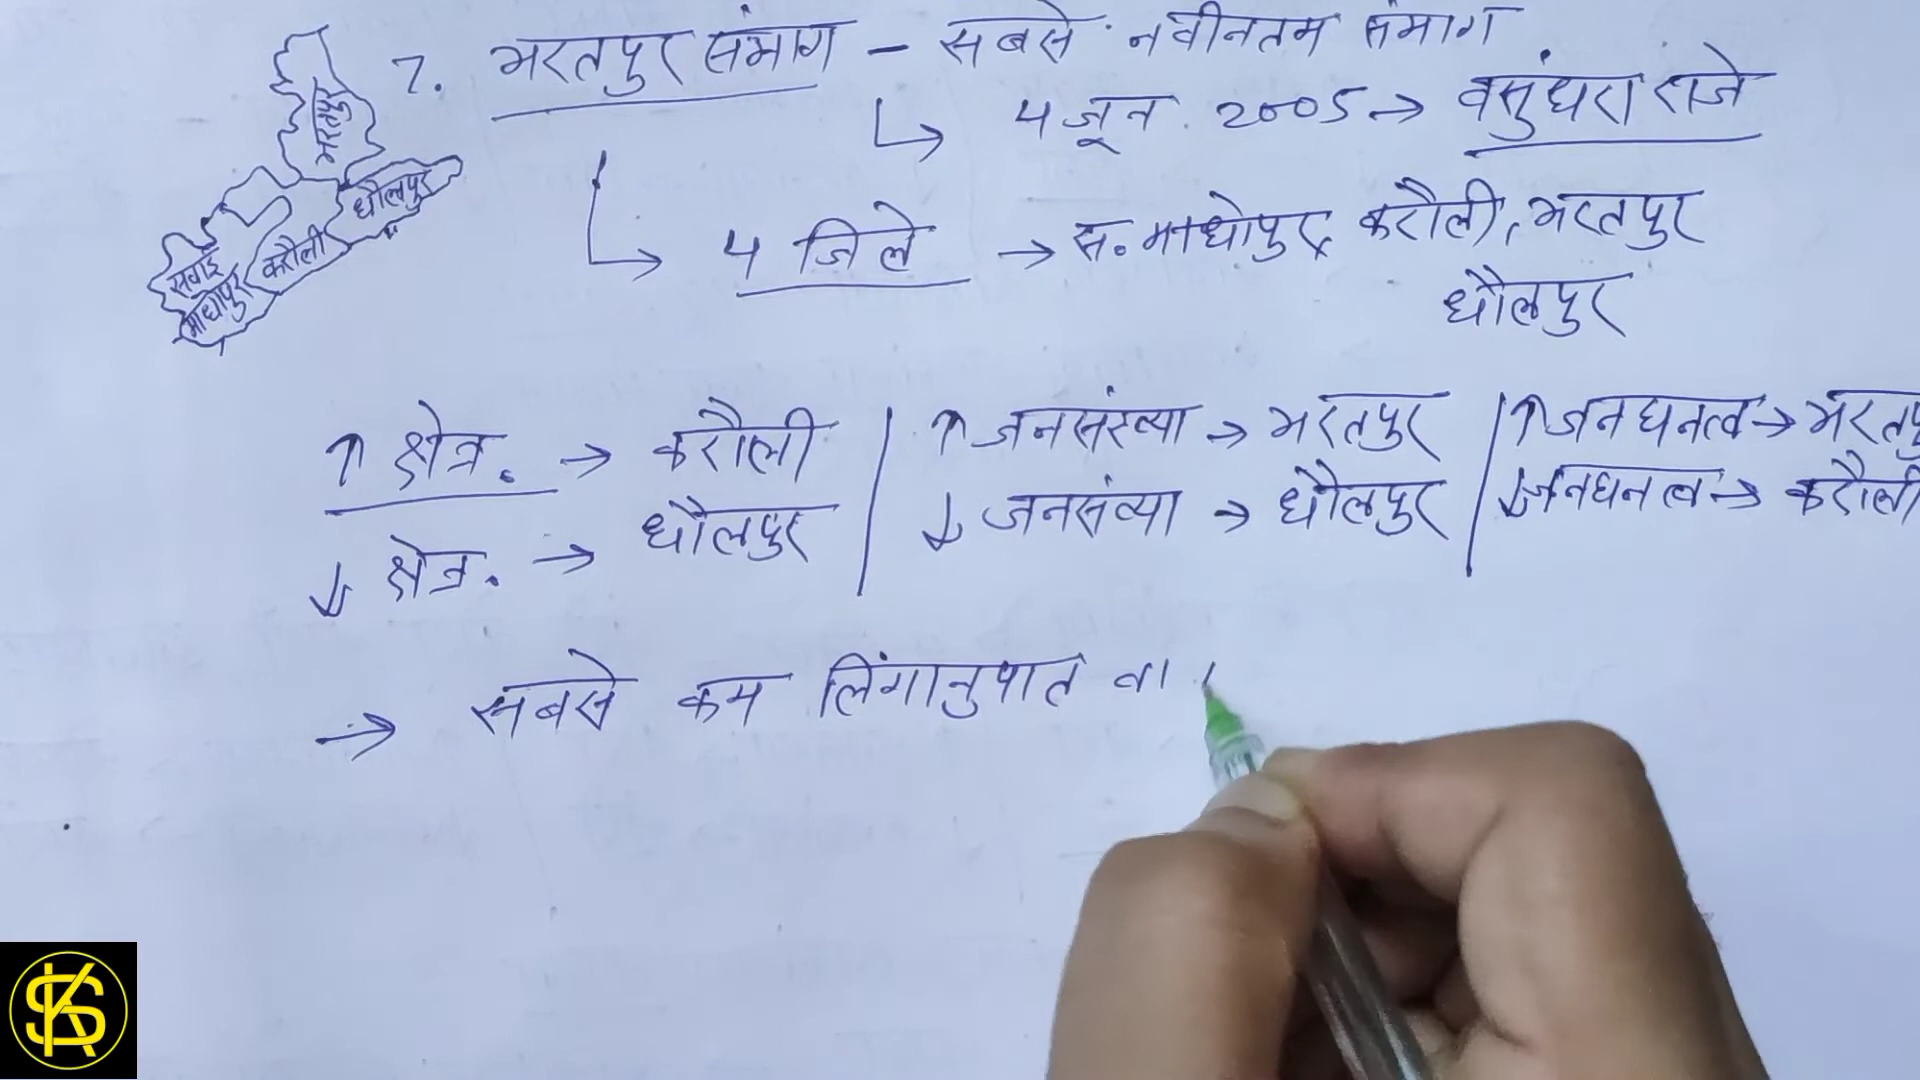 7. भरतपुर संभाग – सबसे नवीनतम संभाग
↳ 4 जून 2005 → वसुंधरा राजे
↳ 4 जिले → स. माधोपुर, करौली, भरतपुर
धौलपुर
भरतपुर
धौलपुर
करौली
सवाई
माधोपुर
↑ क्षेत्र. → करौली | ↑ जनसंख्या → भरतपुर | ↑ जनघनत्व → भरतपु
↓ क्षेत्र. → धौलपुर | ↓ जनसंख्या → धौलपुर | ↓ जनघनत्व → करौली
→ सबसे कम लिंगानुपात वा